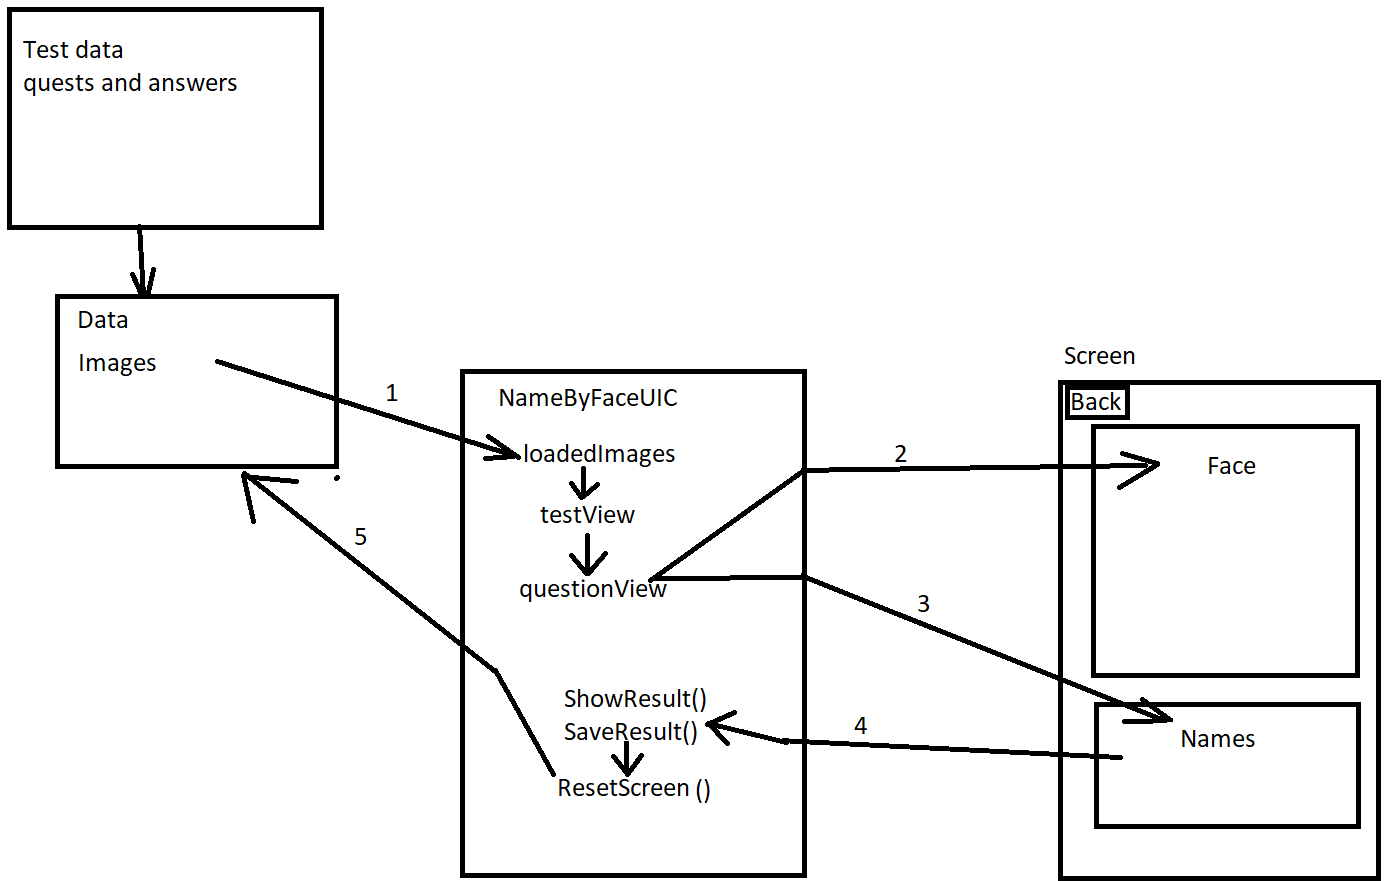 Test data
quests and answers
Data
Images
1
NameByFaceUIC
loadedImages
testView
questionView
ShowResult()
SaveResult()
ResetScreen ()
5
2
3
4
Screen
Back
Face
Names